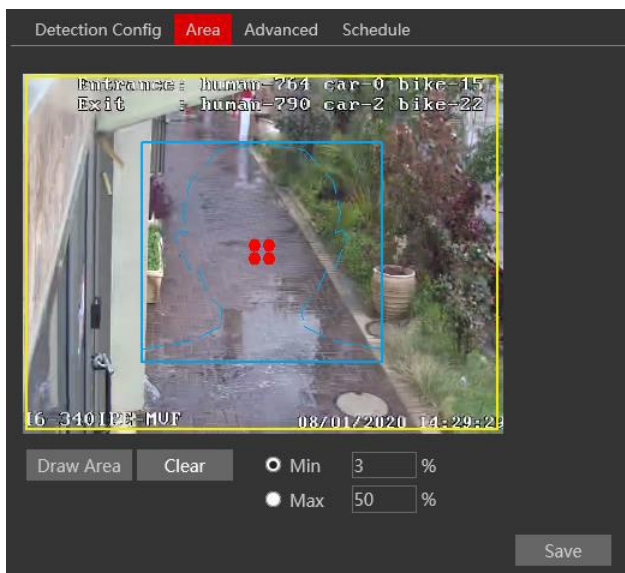 Detection Config Area Advanced Schedule
Entrance: human-764 car-0 bike-15
Exit : human-790 car-2 bike-22
08/01/2020 14:29:29
Draw Area Clear Min 3 %
Max 50 %
Save